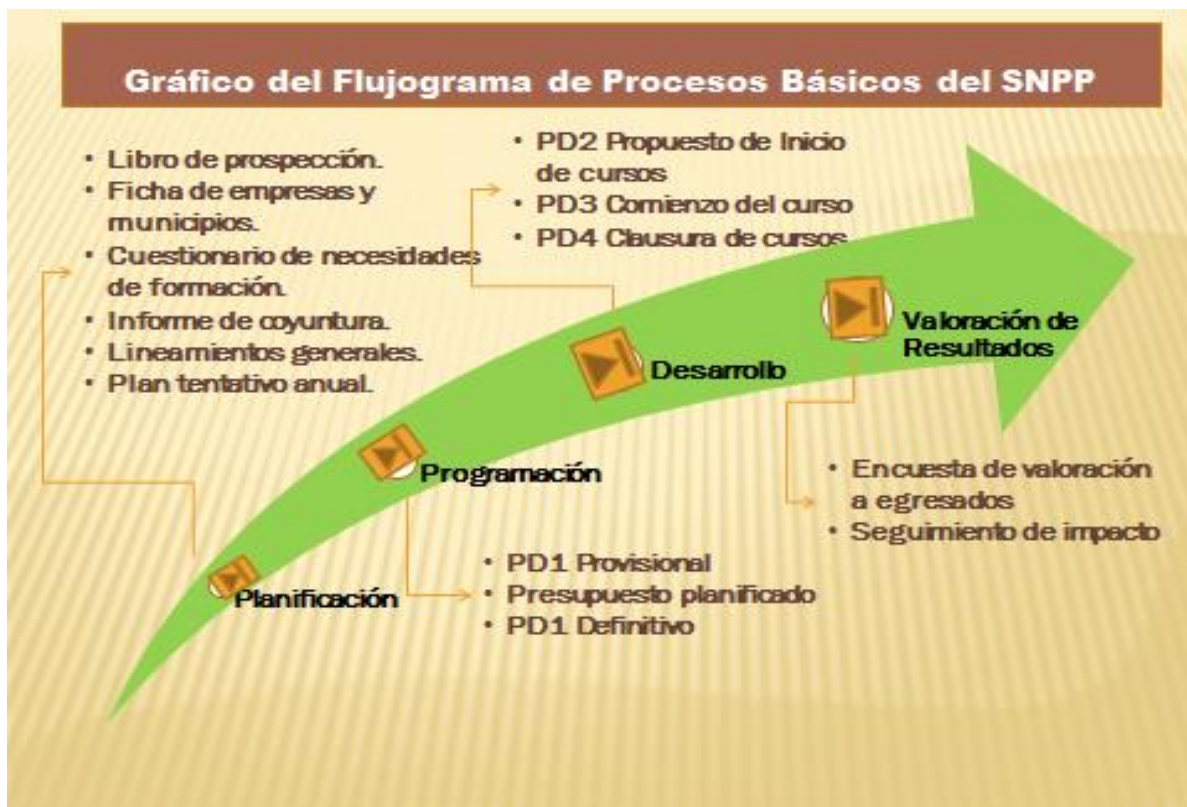 Gráfico del Flujograma de Procesos Básicos del SNPP
• Libro de prospección.
• Ficha de empresas y
municipios.
• Cuestionario de necesidades
de formación.
• Informe de coyuntura.
• Lineamientos generales.
• Plan tentativo anual.
• PD2 Propuesto de Inicio
de cursos
• PD3 Comienzo del curso
• PD4 Clausura de cursos
Valoración de
Resultados
Desarrollo
Programación
Planificación
• Encuesta de valoración
a egresados
• Seguimiento de impacto
• PD1 Provisional
• Presupuesto planificado
• PD1 Definitivo